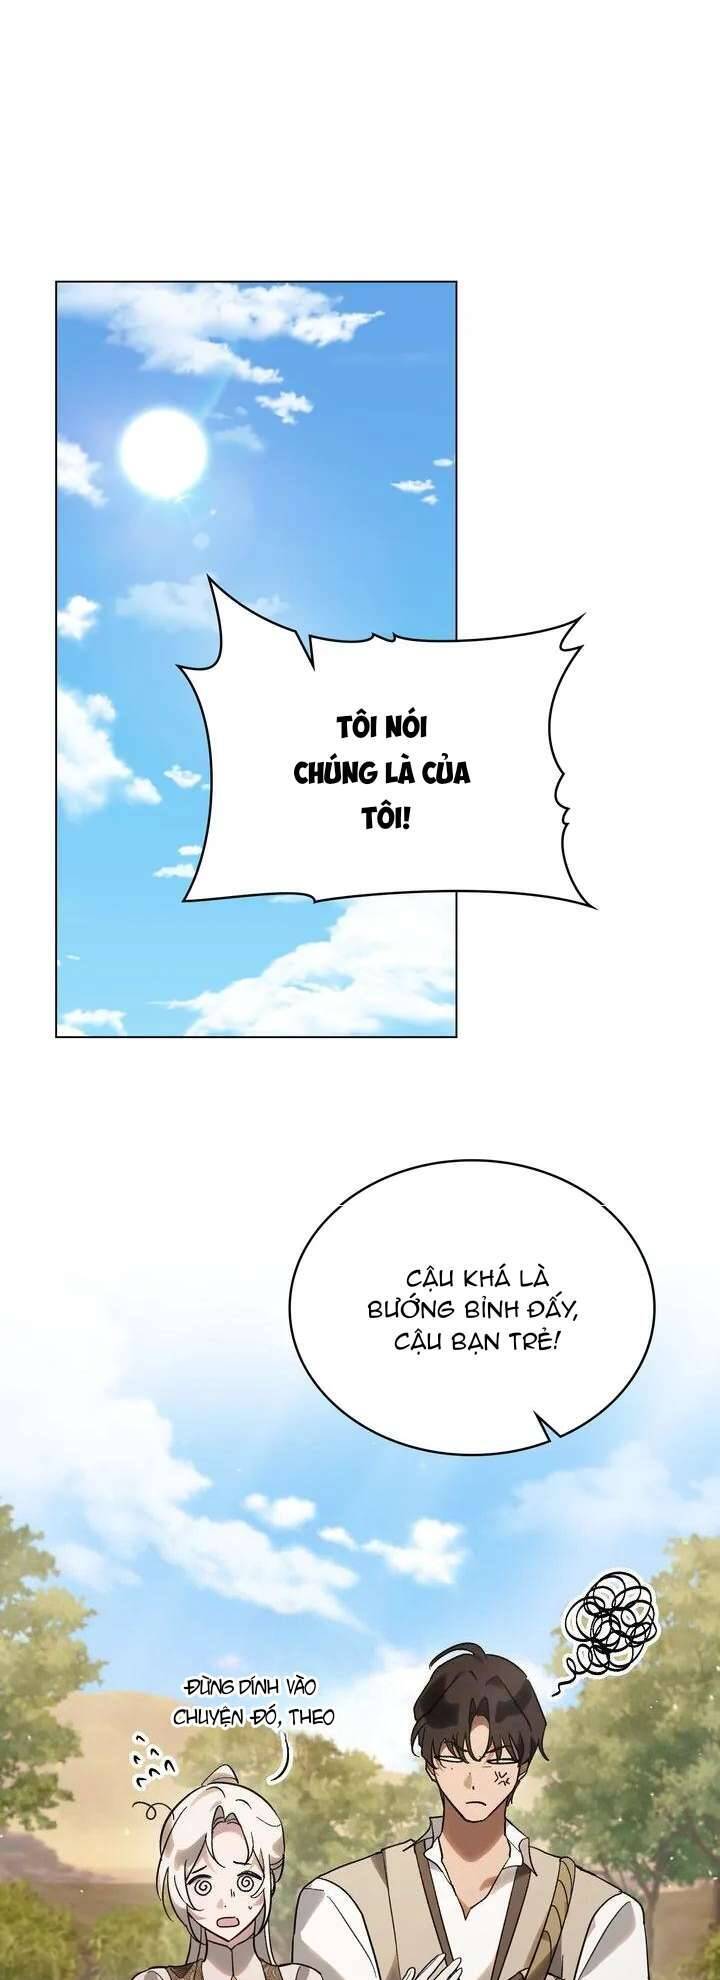 TÔI NÓI
CHÚNG LÀ CỦA
TÔI!
CẬU KHÁ LÀ
BƯỚNG BỈNH ĐẤY,
CẬU BẠN TRẺ!
ĐỪNG DÍNH VÀO
CHUYỆN ĐÓ, THEO